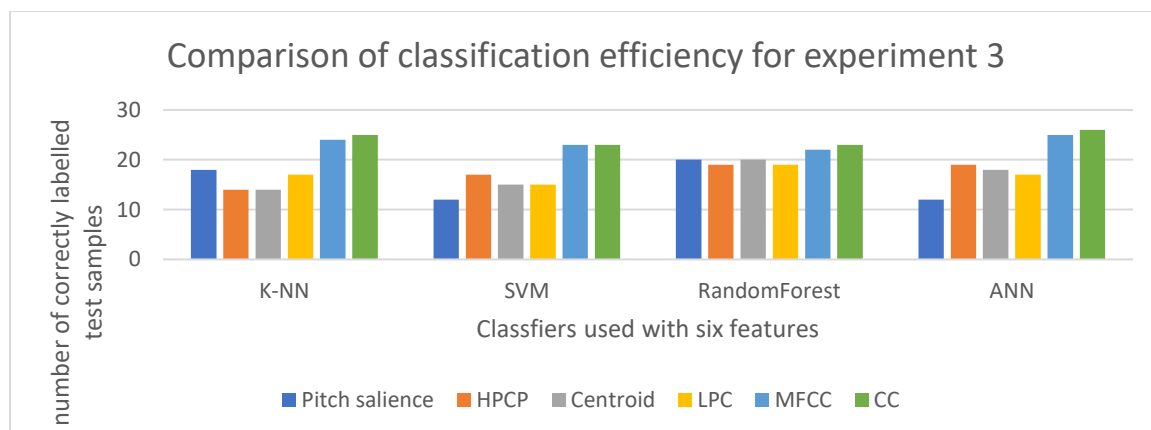 Comparison of classification efficiency for experiment 3
number of correctly labelled
test samples
30
20
10
0
K-NN SVM RandomForest ANN
Classfiers used with six features
Pitch salience HPCP Centroid LPC MFCC CC